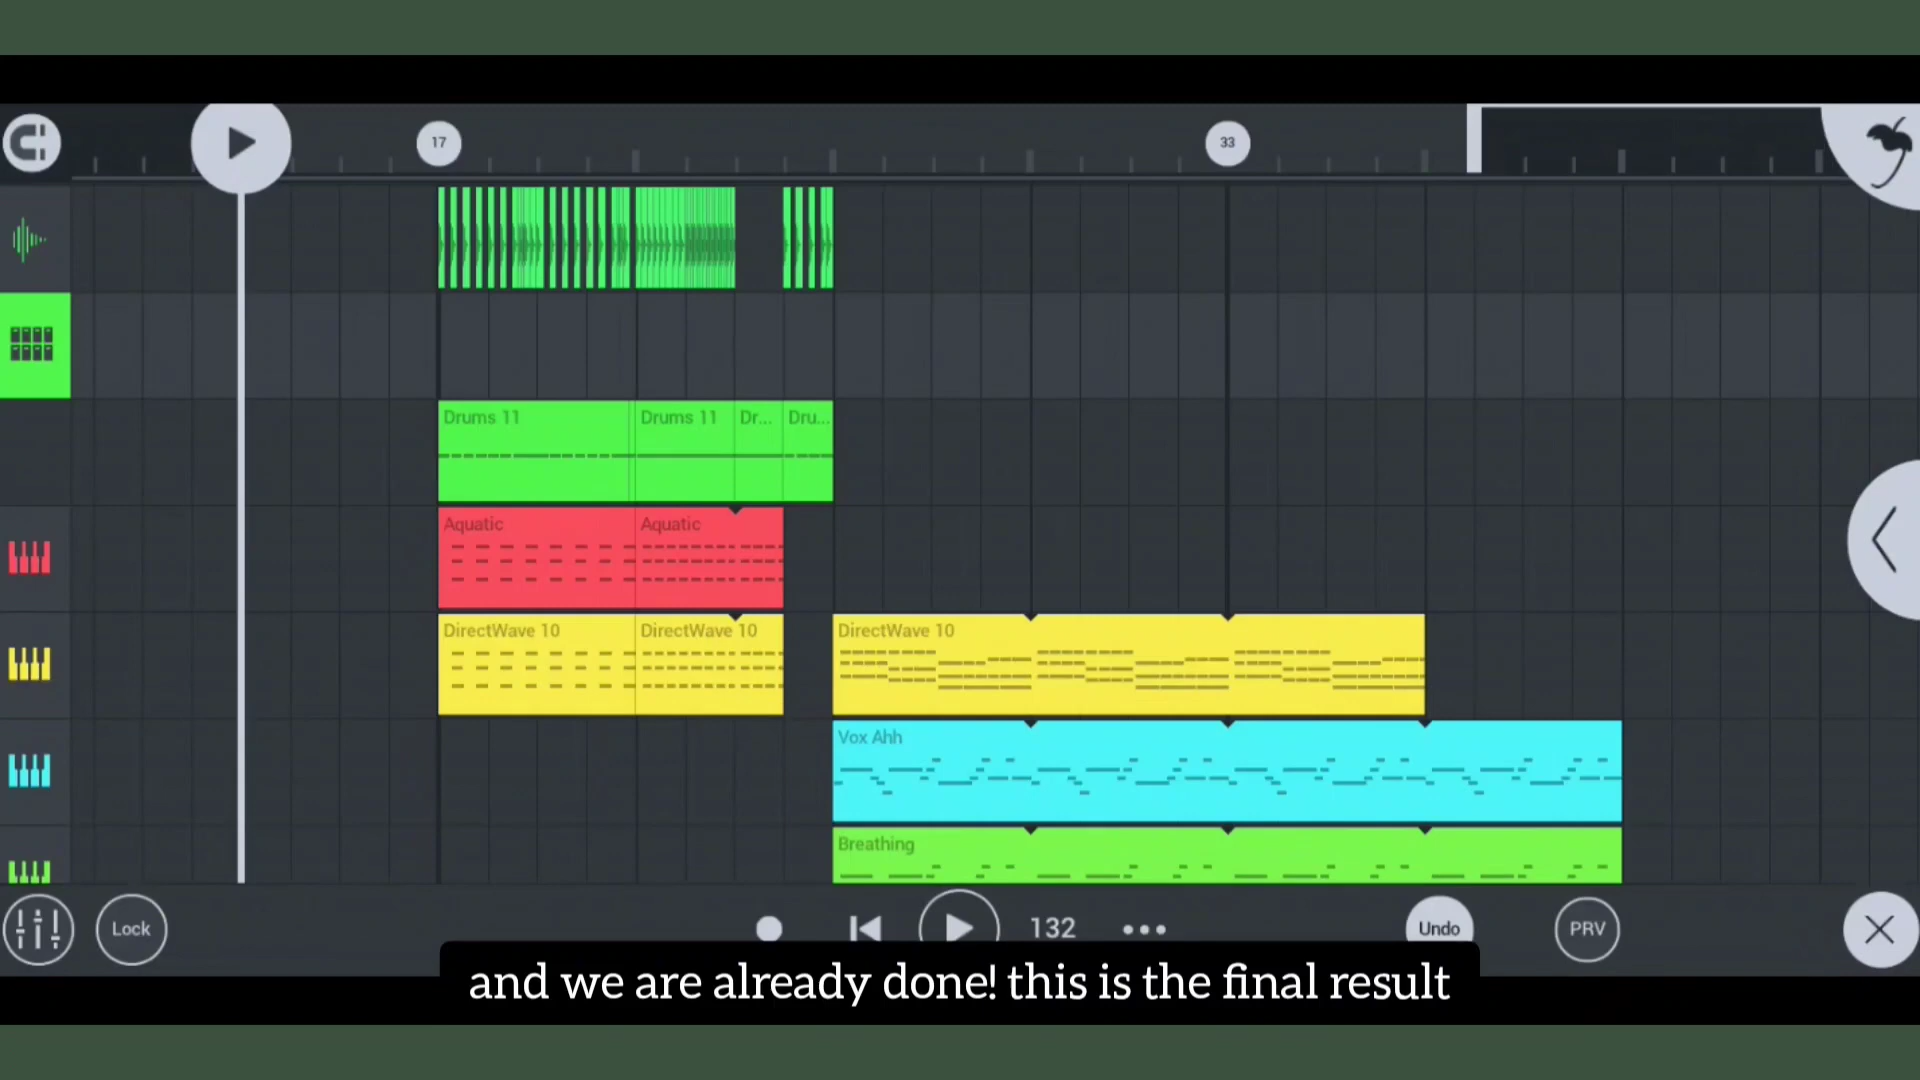 17
33
Drums 11
Drums 11
Dr...
Dru...
Aquatic
Aquatic
DirectWave 10
DirectWave 10
DirectWave 10
Vox Ahh
Breathing
Lock
132
Undo
PRV
and we are already done! this is the final result